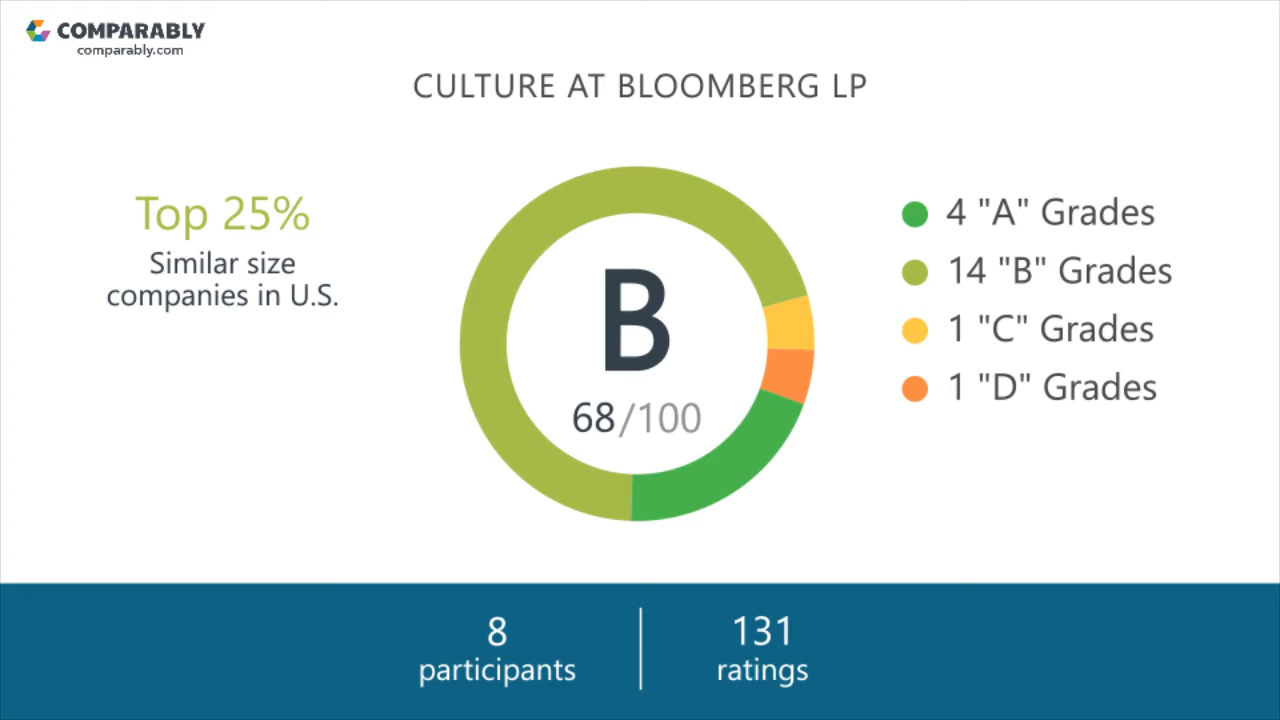 COMPARABLY
comparably.com
CULTURE AT BLOOMBERG LP
Top 25%
Similar size
companies in U.S.
B
68/100
4 "A" Grades
14 "B" Grades
1 "C" Grades
1 "D" Grades
8
participants
131
ratings